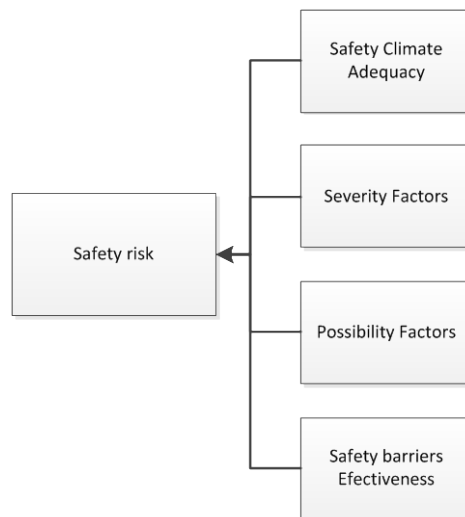 Safety Climate
Adequacy
Severity Factors
Safety risk
Possibility Factors
Safety barriers
Efectiveness